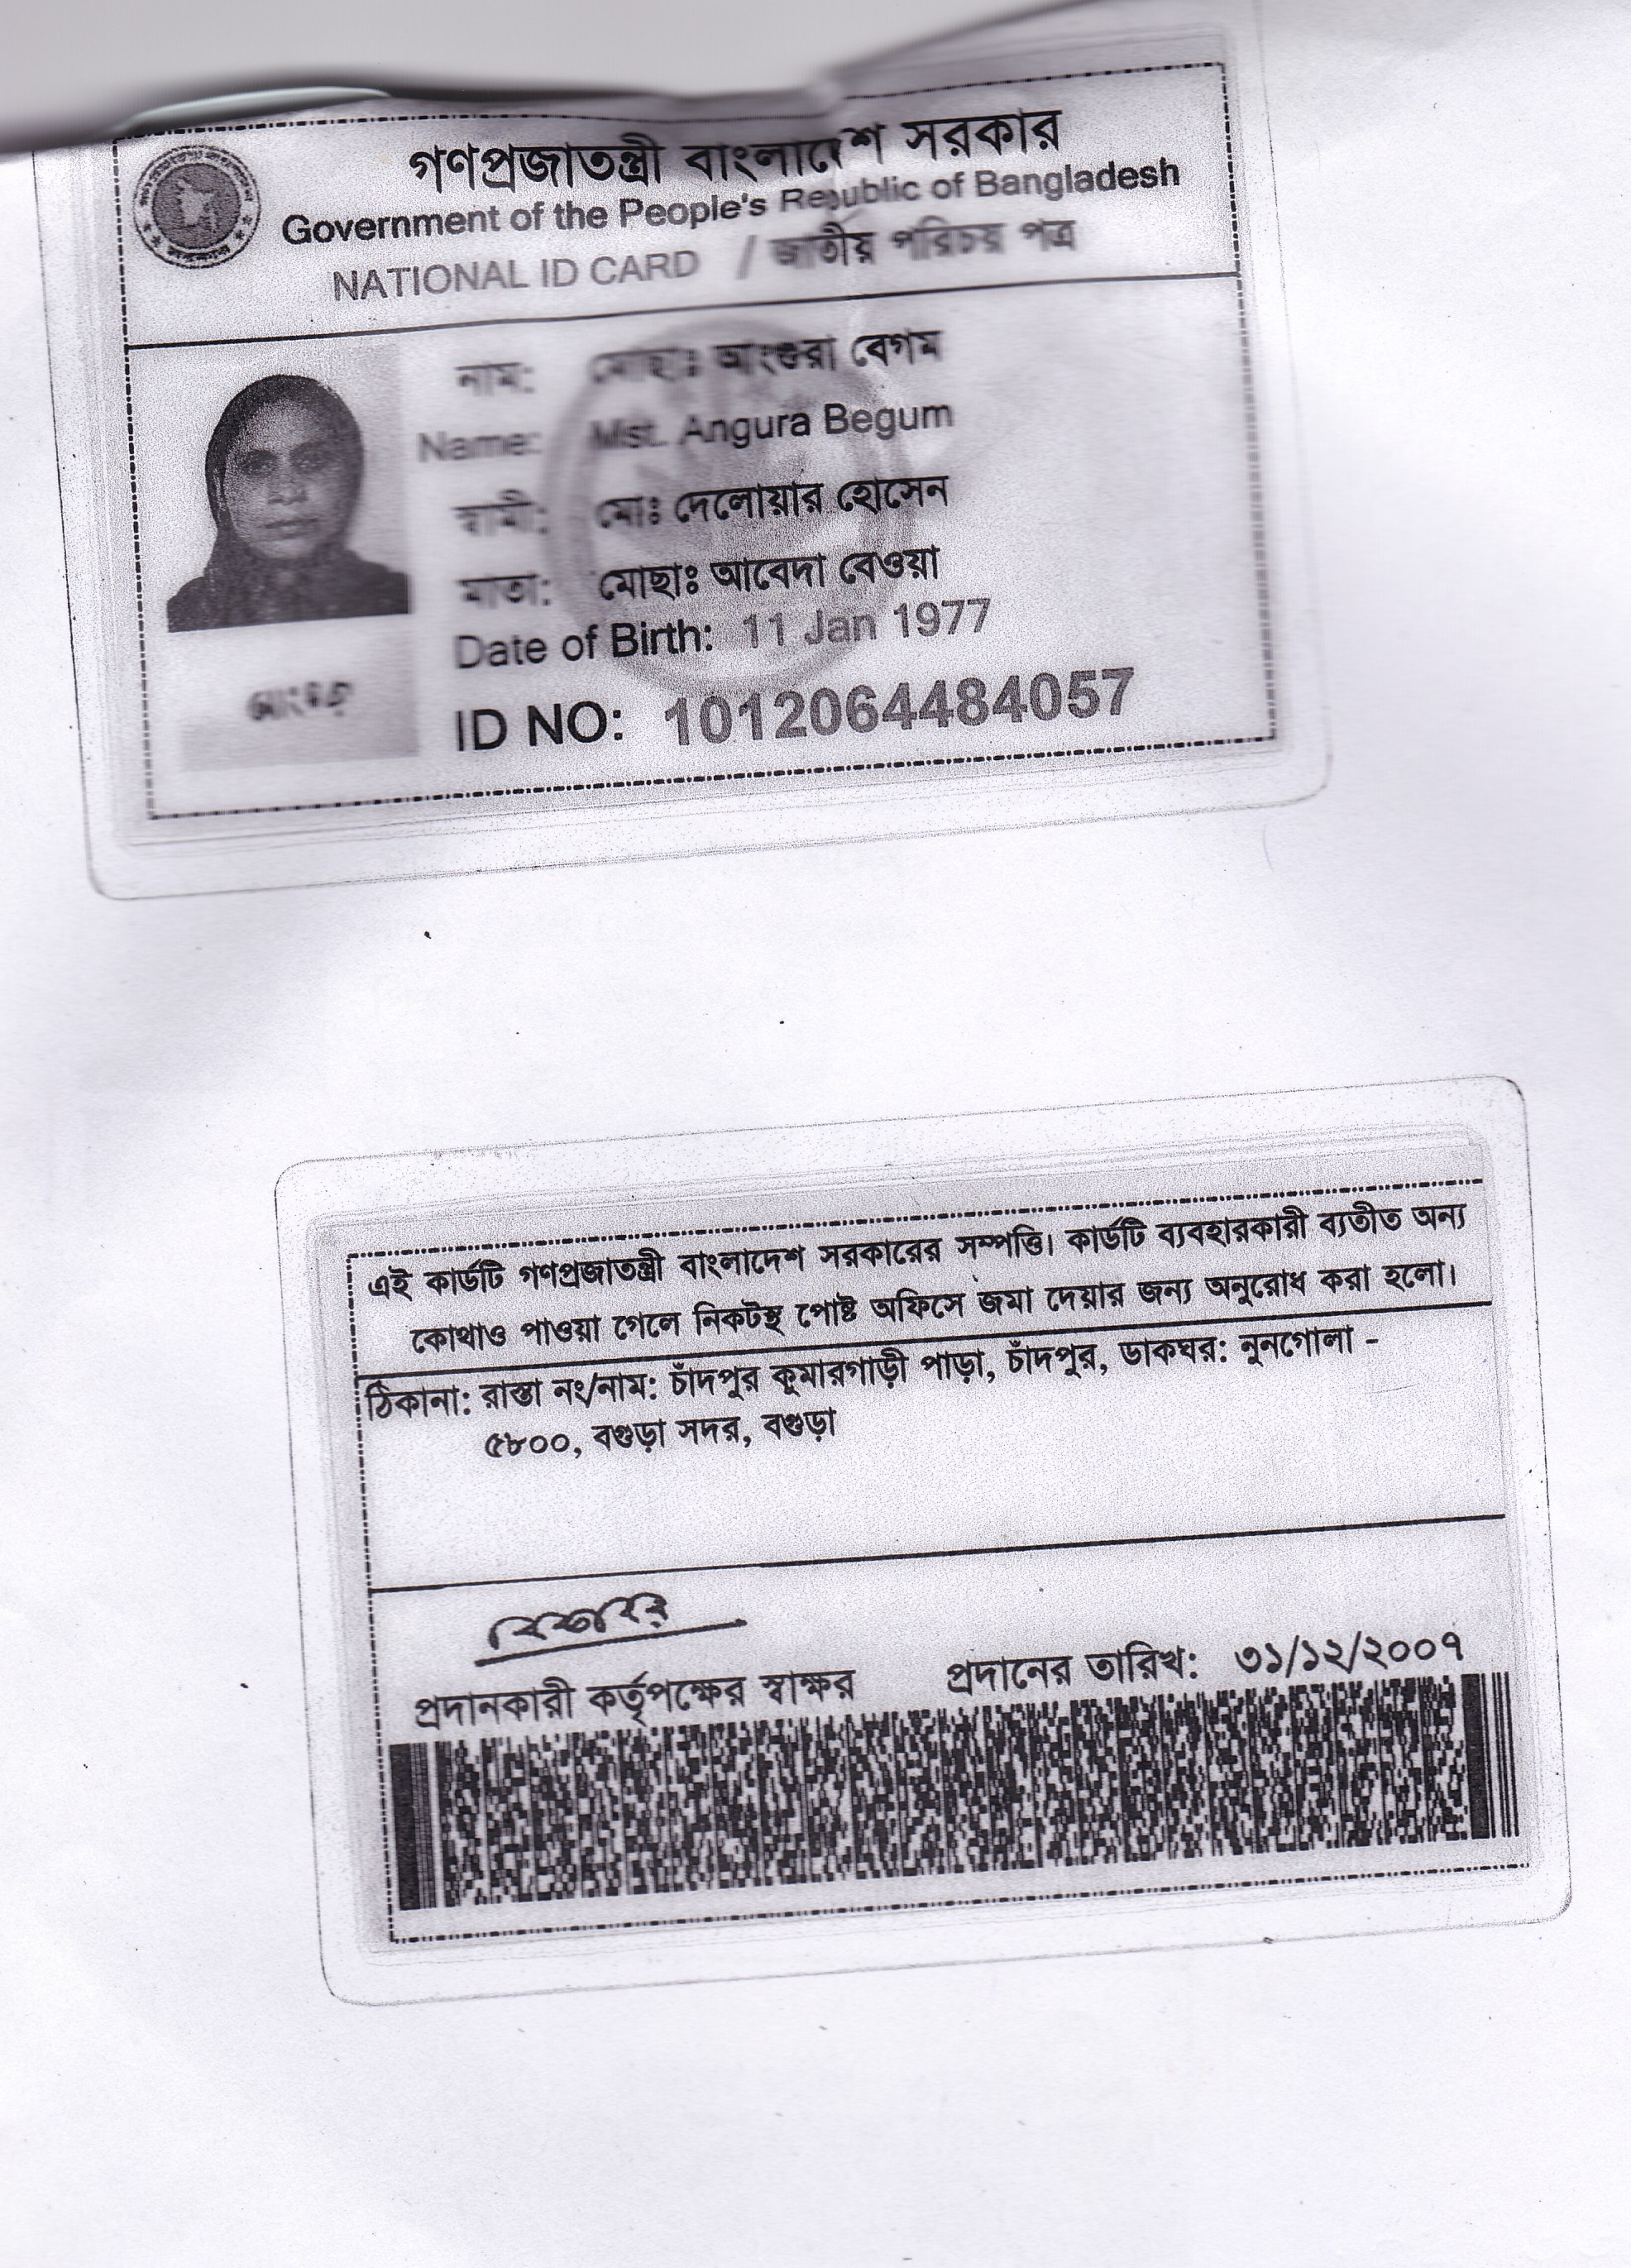 গণপ্রজাতন্ত্রী বাংলাদেশ সরকার
Government of the People's Republic of Bangladesh
NATIONAL ID CARD / জাতীয় পরিচয় পত্র
নাম: মোছাঃ আংগুরা বেগম
Name: Mst. Angura Begum
স্বামী: মোঃ দেলোয়ার হোসেন
মাতা: মোছাঃ আবেদা বেওয়া
Date of Birth: 11 Jan 1977
ID NO: 1012064484057
এই কার্ডটি গণপ্রজাতন্ত্রী বাংলাদেশ সরকারের সম্পত্তি। কার্ডটি ব্যবহারকারী ব্যতীত অন্য
কোথাও পাওয়া গেলে নিকটস্থ পোষ্ট অফিসে জমা দেয়ার জন্য অনুরোধ করা হলো।
ঠিকানা: রাস্তা নং/নাম: চাঁদপুর কুমারগাড়ী পাড়া, চাঁদপুর, ডাকঘর: নুনগোলা -
৫৮০০, বগুড়া সদর, বগুড়া
প্রদানকারী কর্তৃপক্ষের স্বাক্ষর প্রদানের তারিখ: ৩১/১২/২০০৭